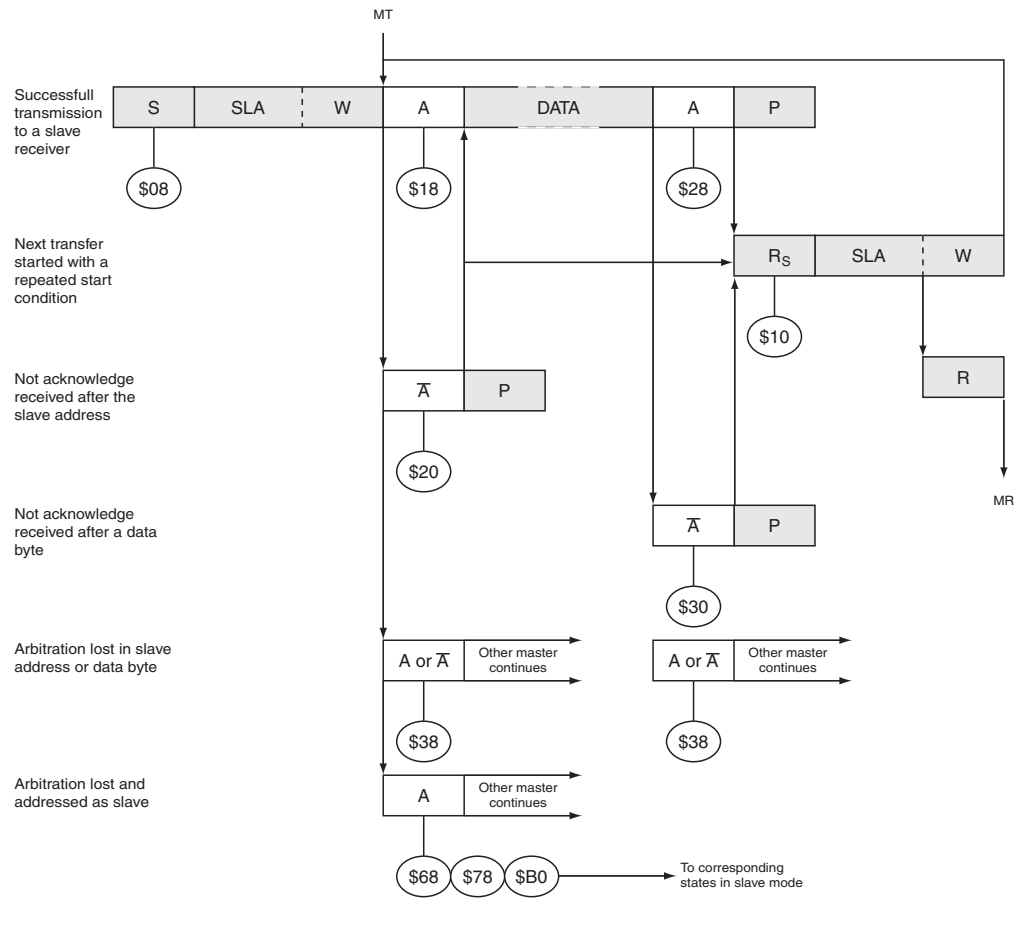 MT
Successfull
transmission
to a slave
receiver
S SLA W A DATA A P
$08 $18 $28
Next transfer
started with a
repeated start
condition
RS SLA W
$10
Not acknowledge
received after the
slave address
A̅ P
R
$20
MR
Not acknowledge
received after a data
byte
A̅ P
$30
Arbitration lost in slave
address or data byte
A or A̅ Other master
continues
A or A̅ Other master
continues
$38 $38
Arbitration lost and
addressed as slave
A Other master
continues
$68 $78 $B0 To corresponding
states in slave mode